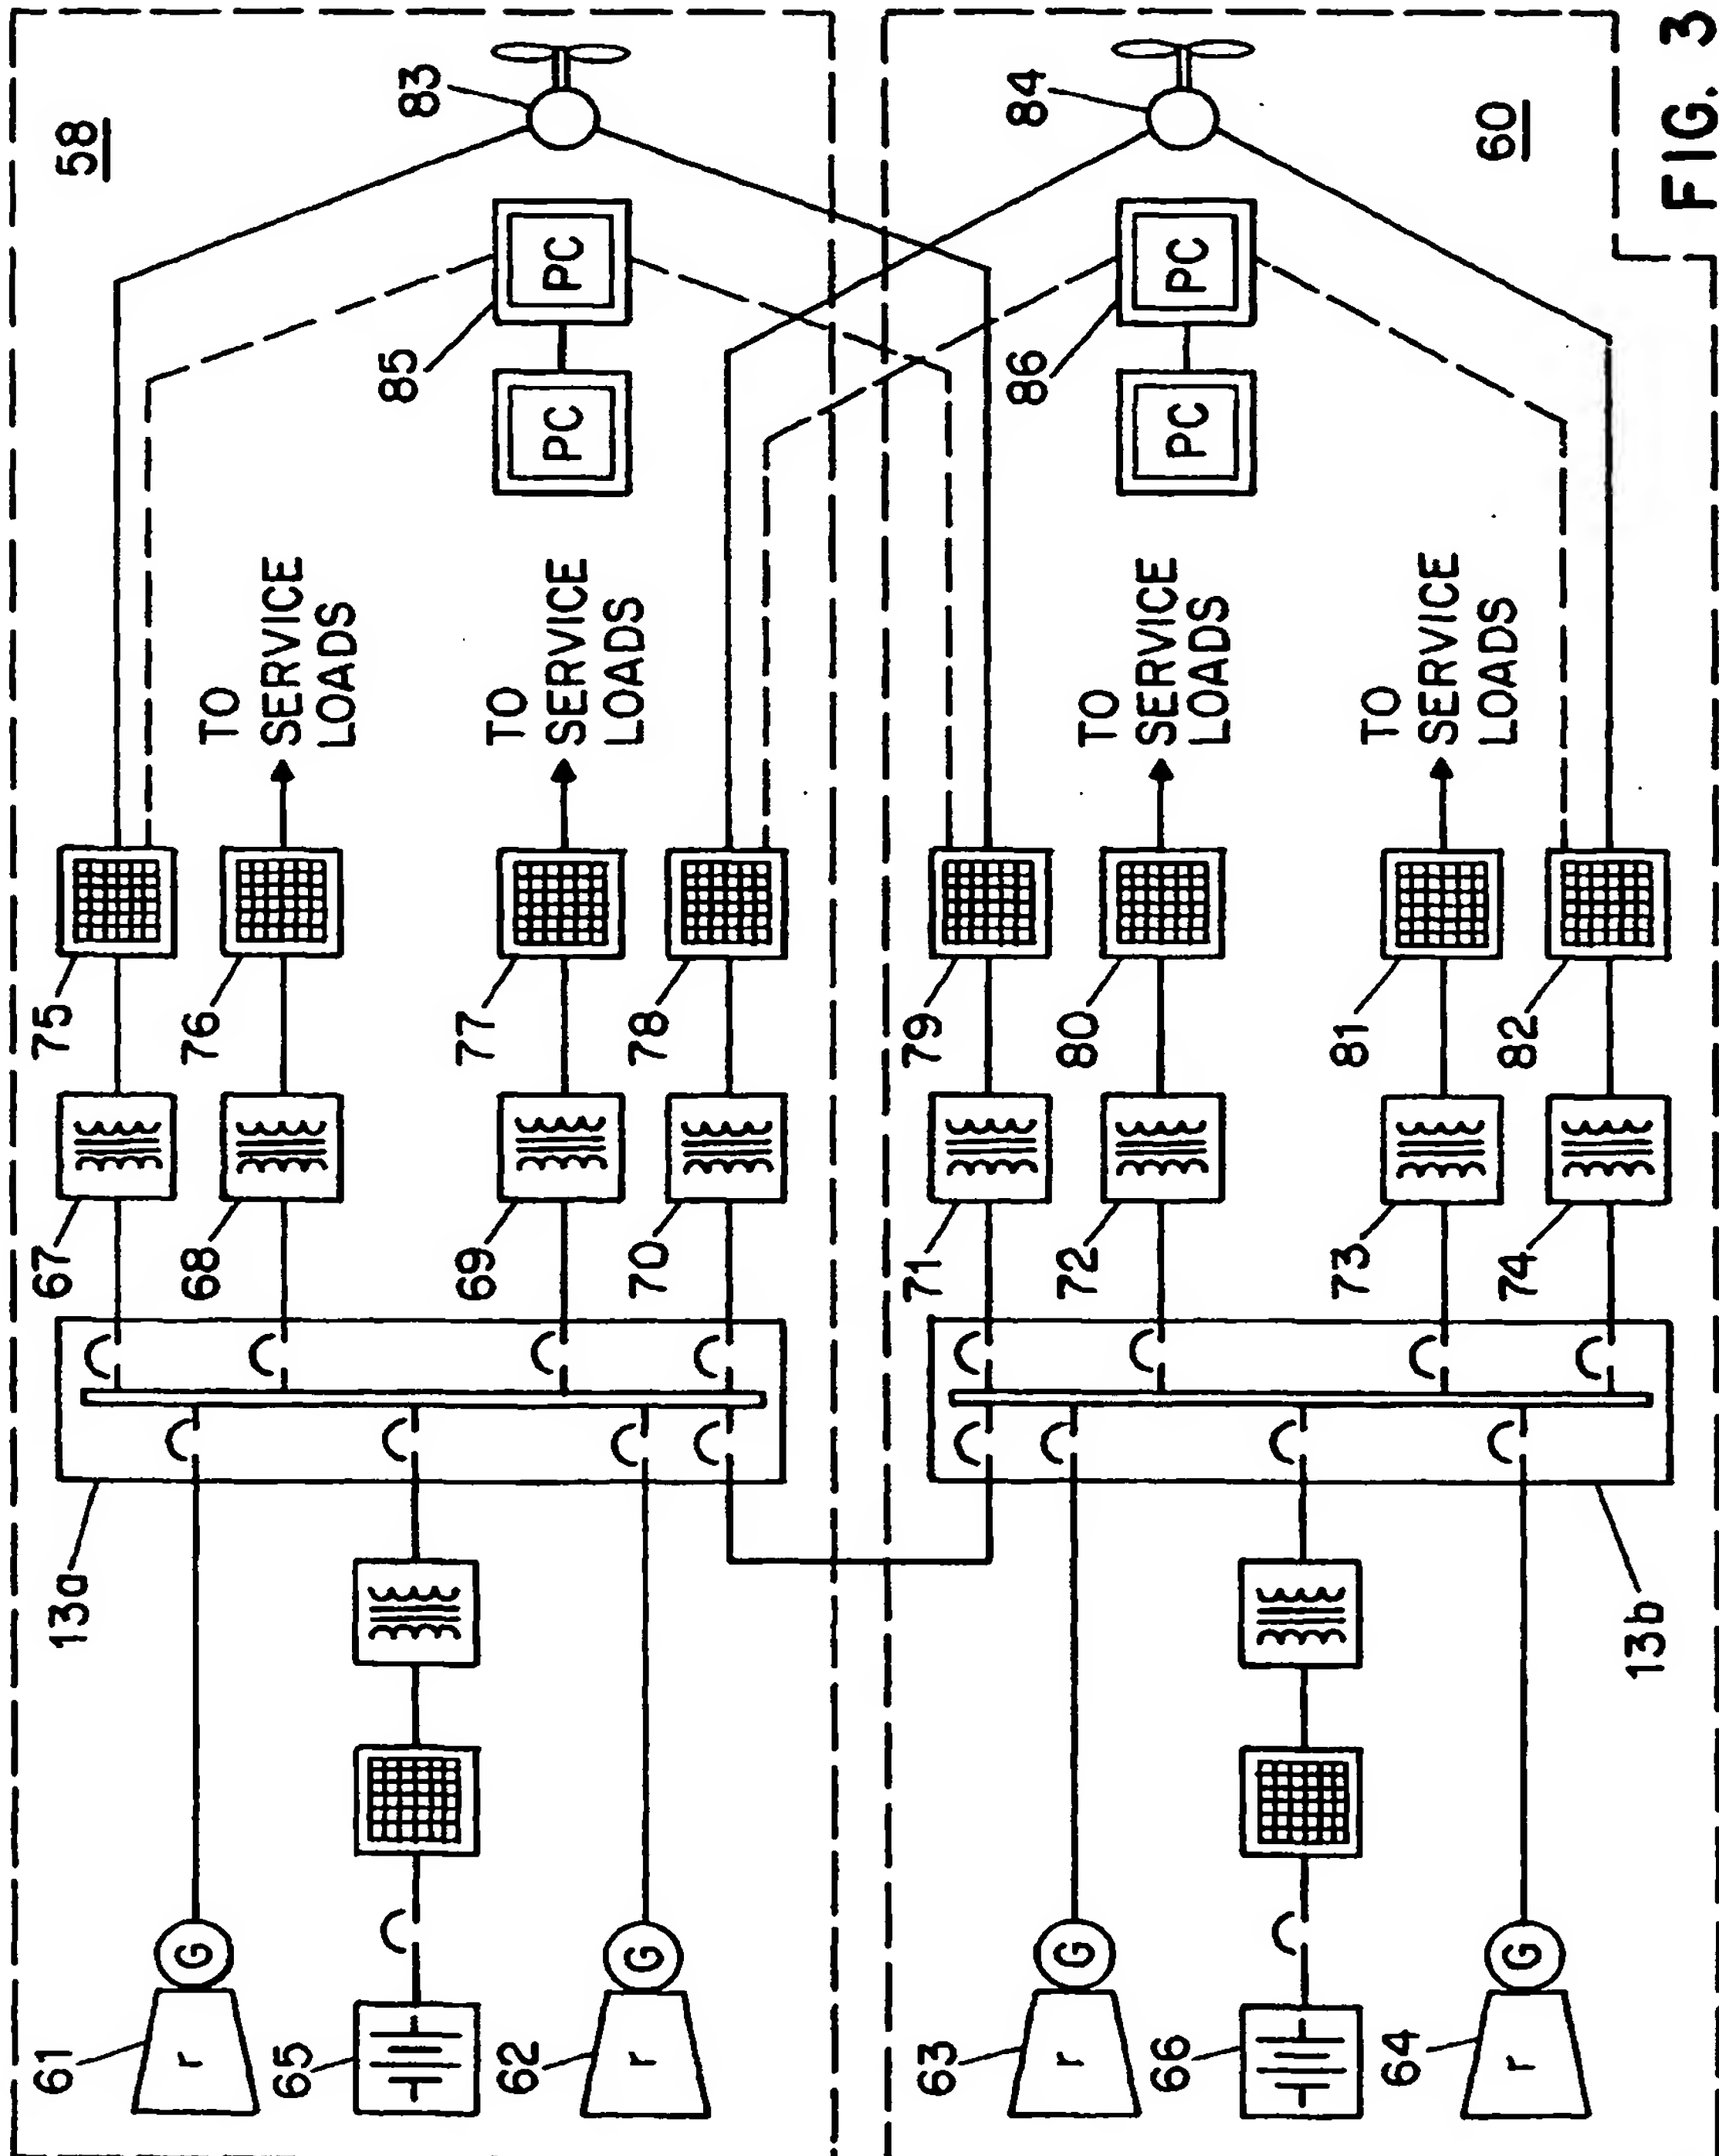 58
83
75
67
13a
61
85
PC
PC
76
68
TO
SERVICE
LOADS
65
77
69
TO
SERVICE
LOADS
62
78
70
G
r
G
r
84
79
71
63
86
PC
PC
80
72
TO
SERVICE
LOADS
66
81
73
TO
SERVICE
LOADS
64
82
74
13b
G
r
G
r
60
FIG. 3